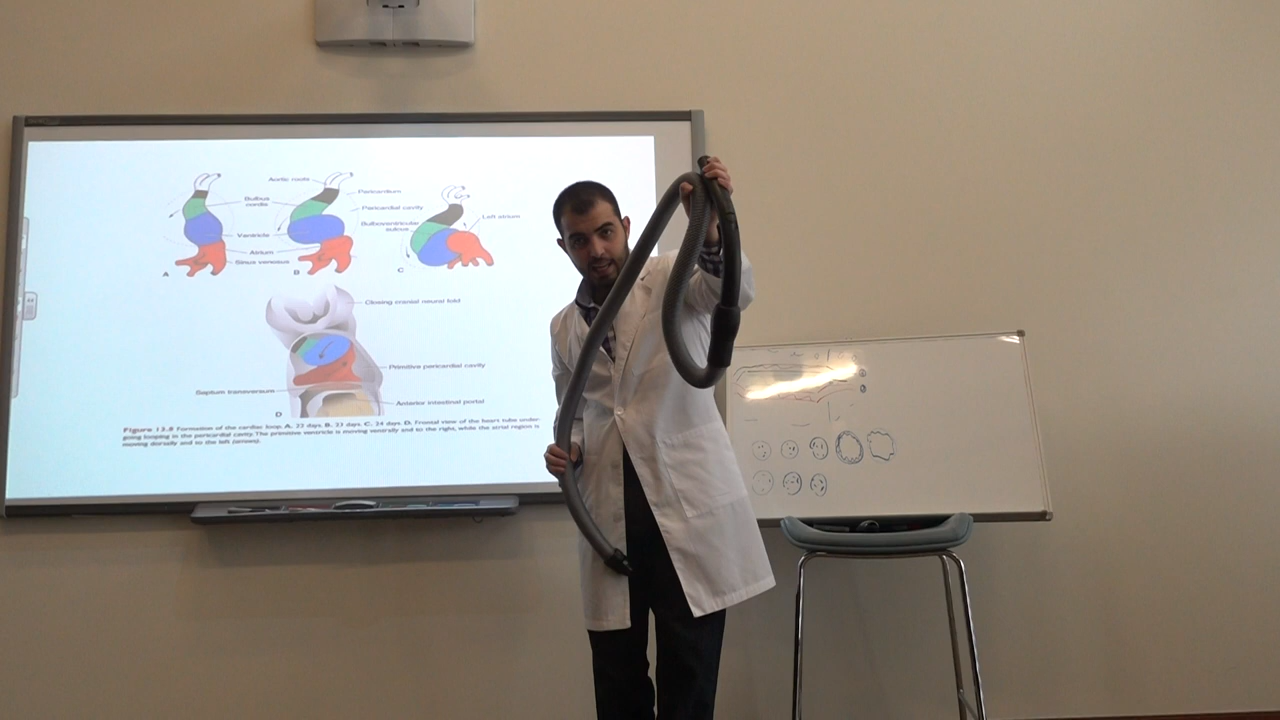 Aortic roots
Pericardium
Bulbus
cordis
Pericardial cavity
Bulboventricular
sulcus
Left atrium
Ventricle
Atrium
Sinus venosus
A
B
C
Closing cranial neural fold
Primitive pericardial cavity
Septum transversum
Anterior intestinal portal
D
Figure 13.8 Formation of the cardiac loop. A. 22 days. B. 23 days. C. 24 days. D. Frontal view of the heart tube under-
going looping in the pericardial cavity. The primitive ventricle is moving ventrally and to the right, while the atrial region is
moving dorsally and to the left (arrows).